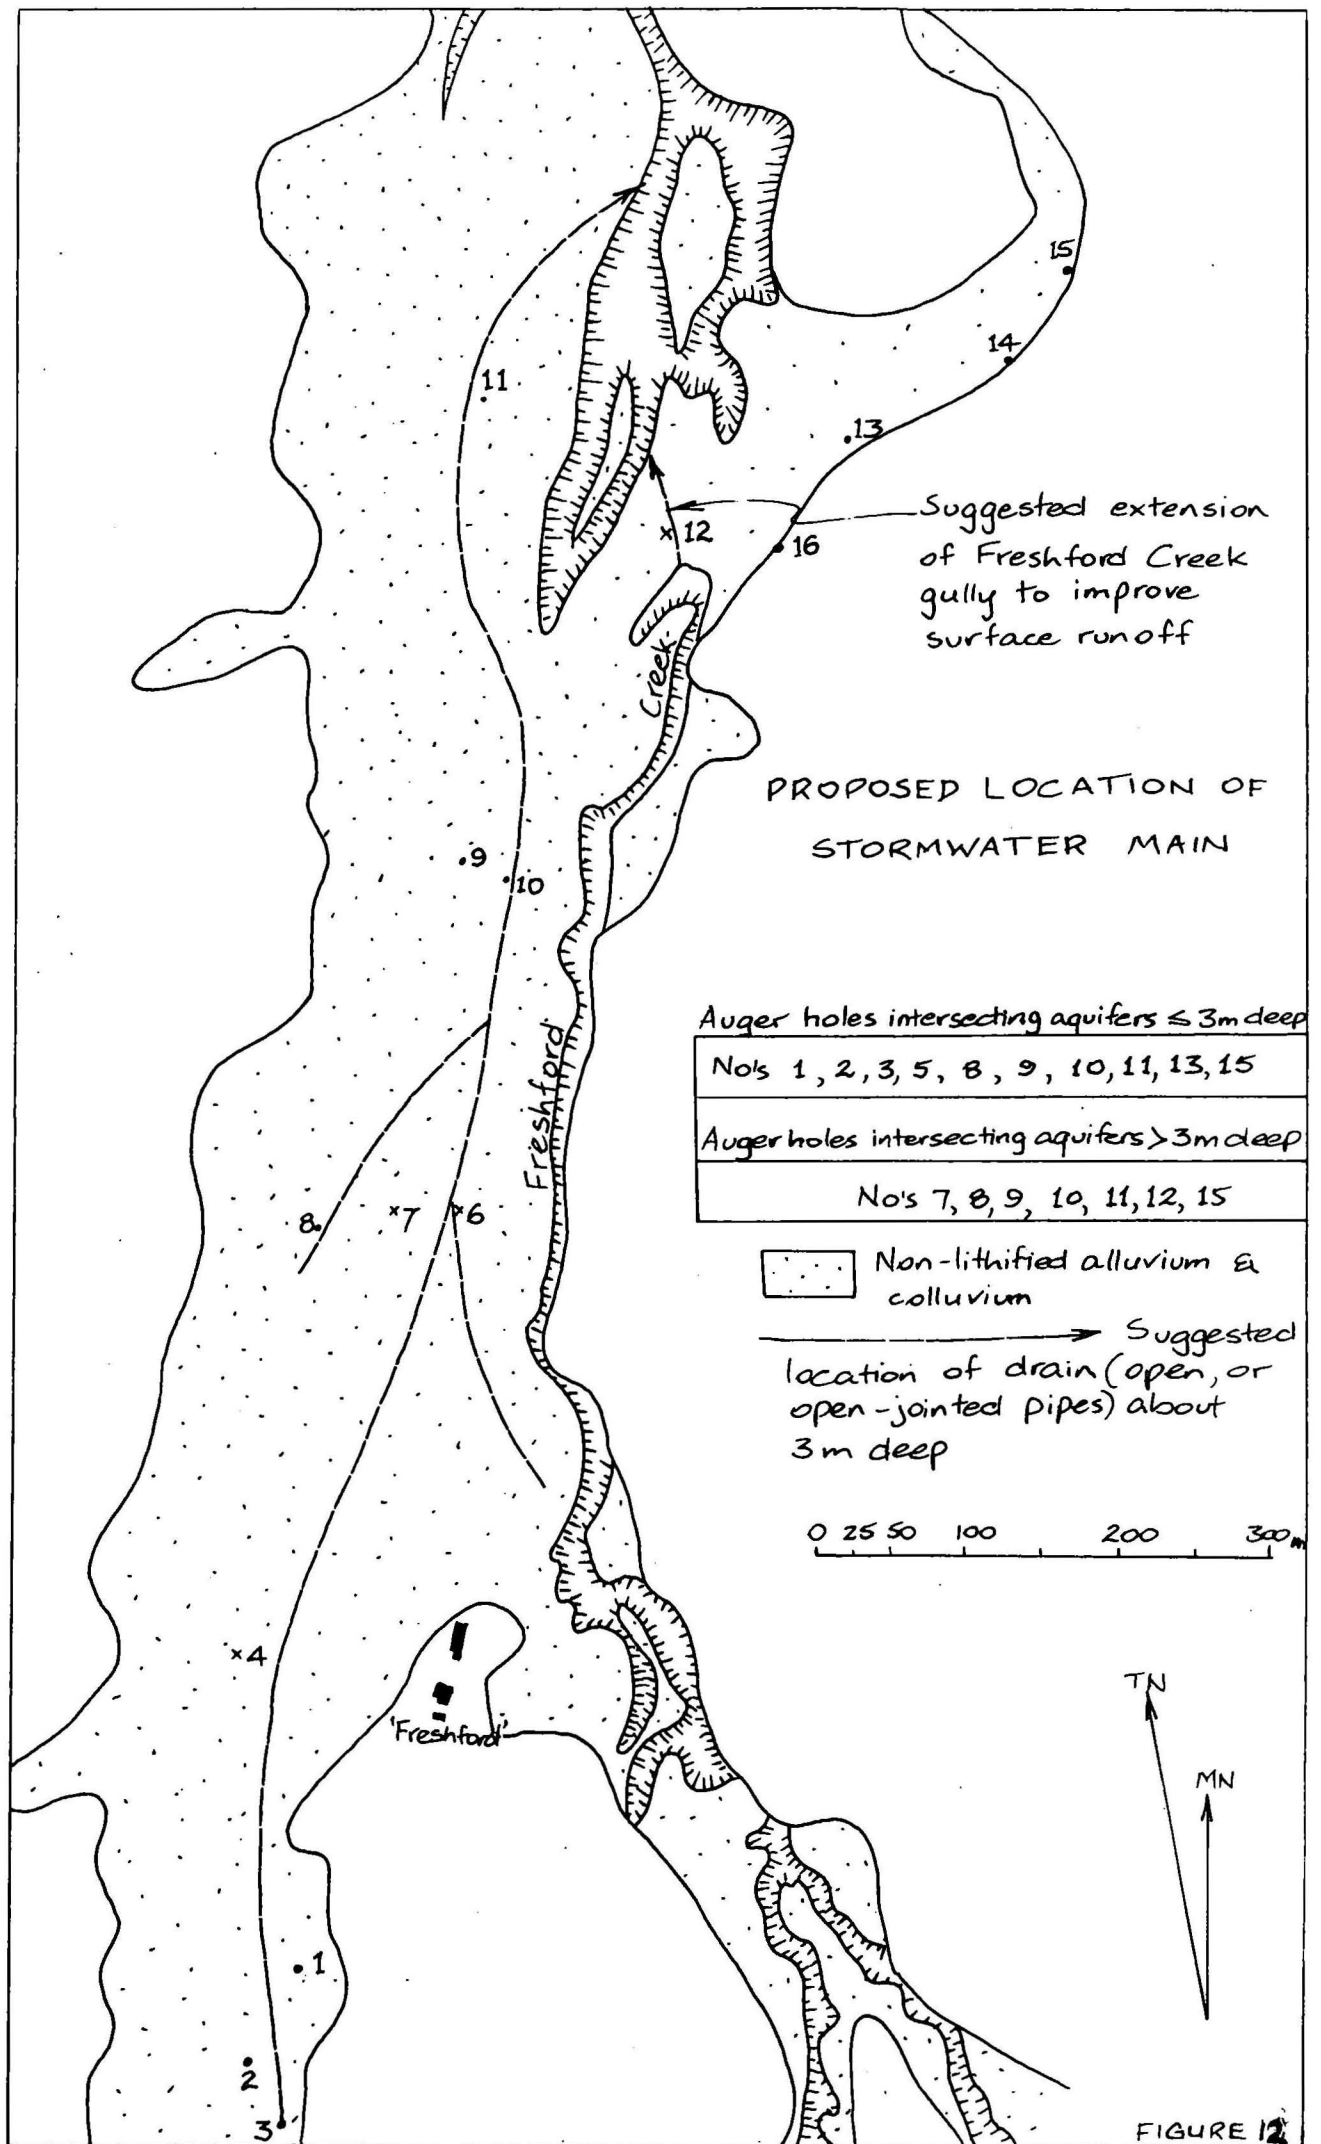 15
14
11
13
Suggested extension
of Freshford Creek
gully to improve
surface runoff
12
16
Creek
PROPOSED LOCATION OF
STORMWATER MAIN
9
10
Freshford
Auger holes intersecting aquifers ≤ 3m deep
No's 1, 2, 3, 5, 8, 9, 10, 11, 13, 15
Auger holes intersecting aquifers > 3m deep
No's 7, 8, 9, 10, 11, 12, 15
8
7
6
Non-lithified alluvium &
colluvium
Suggested
location of drain (open, or
open-jointed pipes) about
3m deep
0 25 50 100 200 300m
4
'Freshford'
TN
MN
1
2
3
FIGURE 12